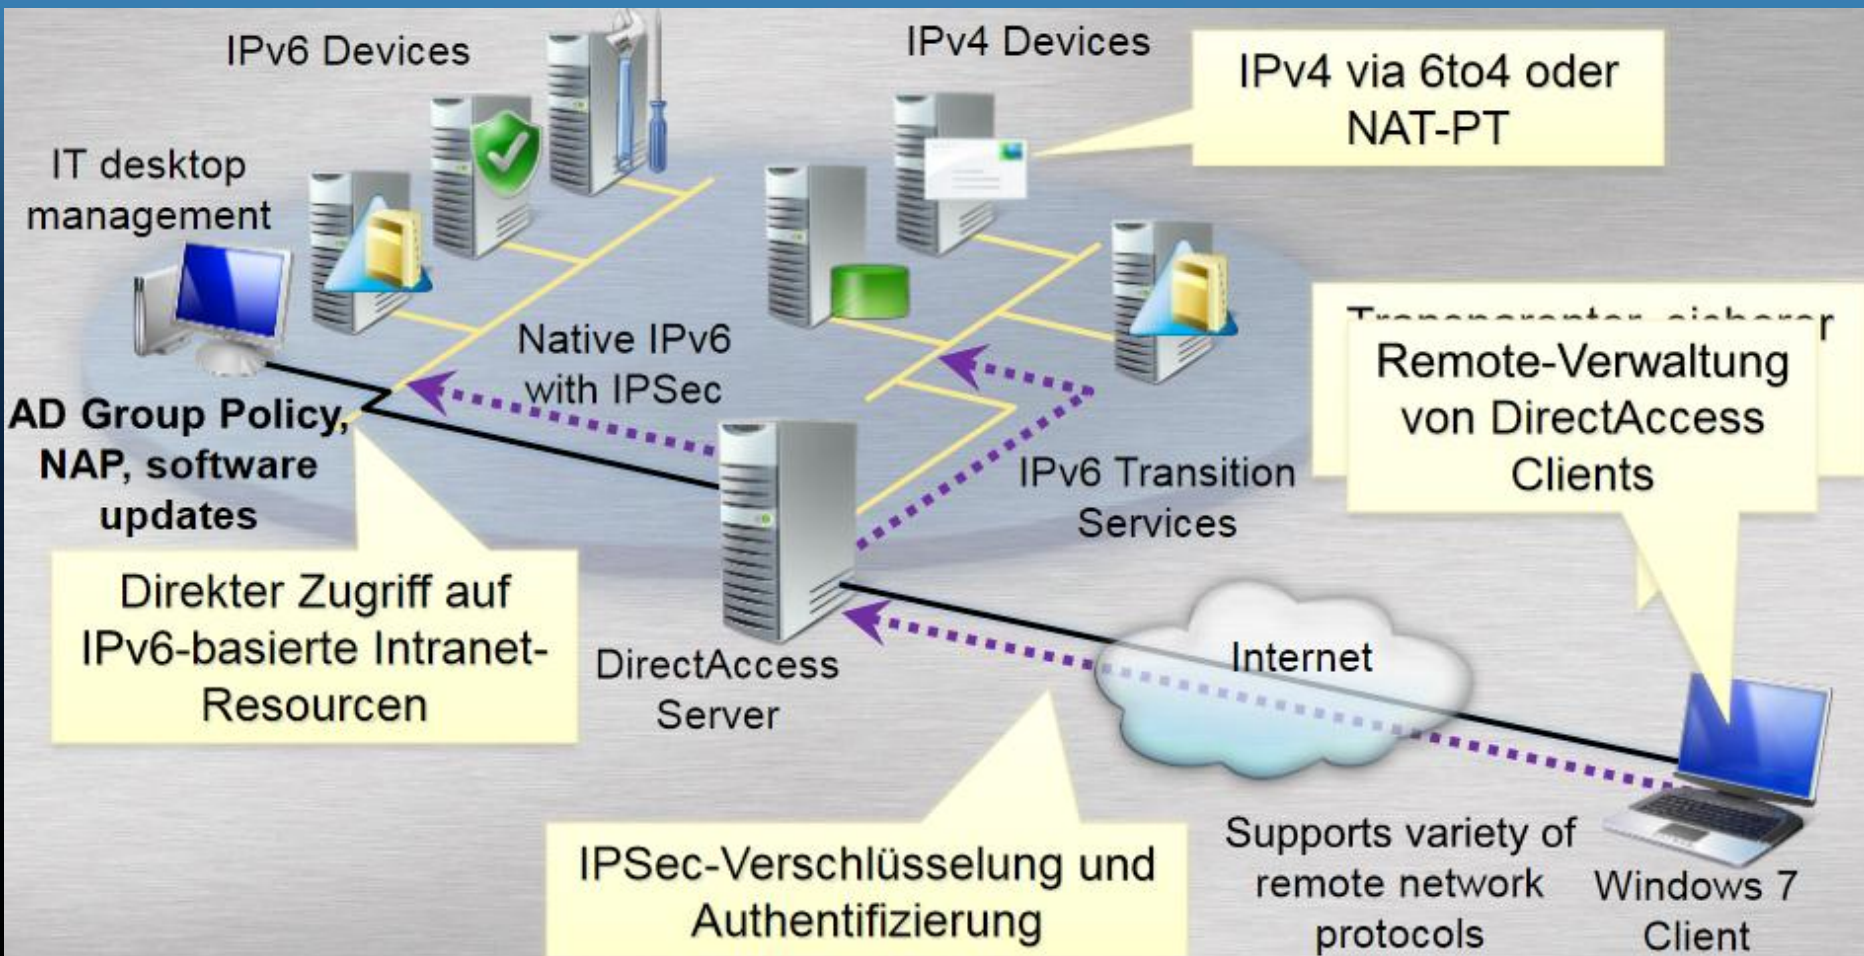 IPv6 Devices
IPv4 Devices
IPv4 via 6to4 oder
NAT-PT
IT desktop
management
Native IPv6
with IPSec
AD Group Policy,
NAP, software
updates
Transparenter, sicherer
Remote-Verwaltung
von DirectAccess
Clients
IPv6 Transition
Services
Direkter Zugriff auf
IPv6-basierte Intranet-
Resourcen
DirectAccess
Server
Internet
IPSec-Verschlüsselung und
Authentifizierung
Supports variety of
remote network
protocols
Windows 7
Client